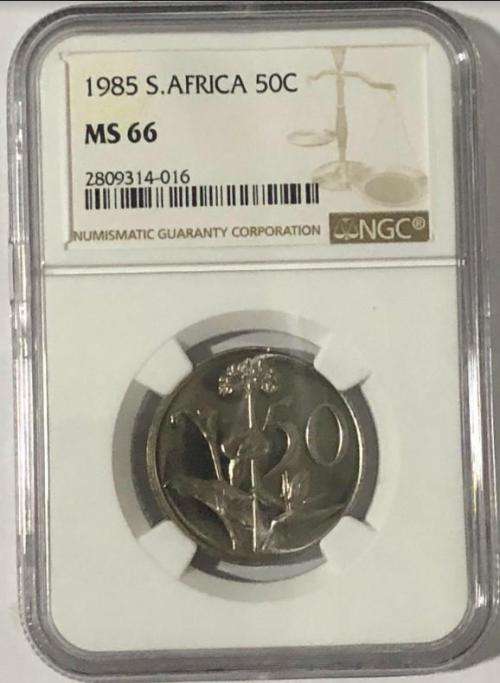 1985 S.AFRICA 50C
MS 66
2809314-016
NUMISMATIC GUARANTY CORPORATION
NGC®
50